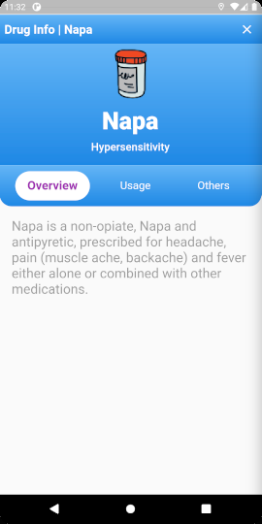 11:32
Drug Info | Napa
Napa
Hypersensitivity
Overview Usage Others
Napa is a non-opiate, Napa and
antipyretic, prescribed for headache,
pain (muscle ache, backache) and fever
either alone or combined with other
medications.